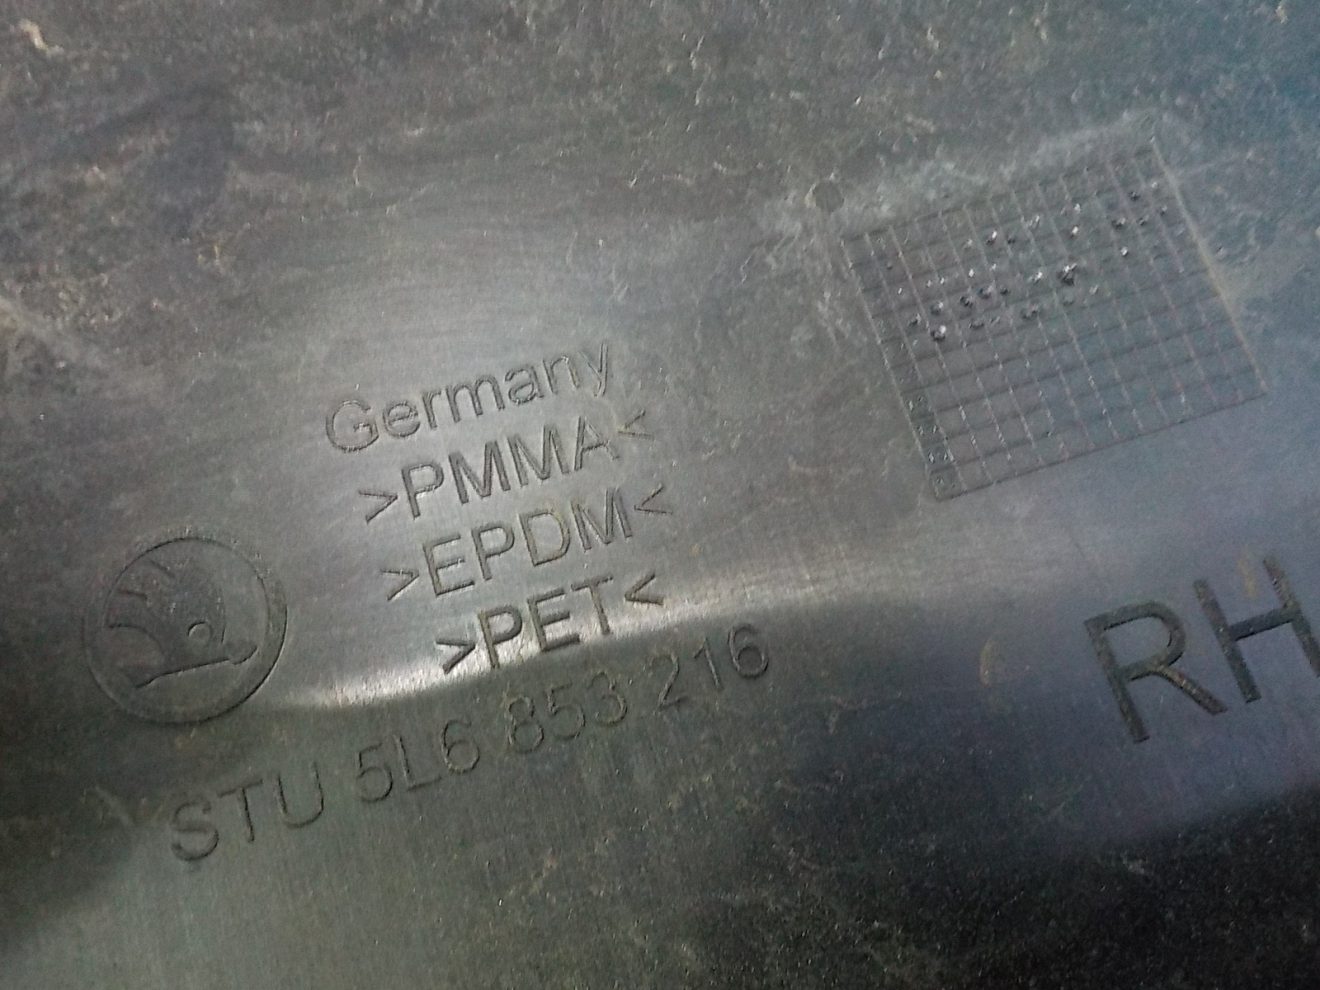 Germany
>PMMA<
>EPDM<
>PET<
STU 5L6 853 216
RH